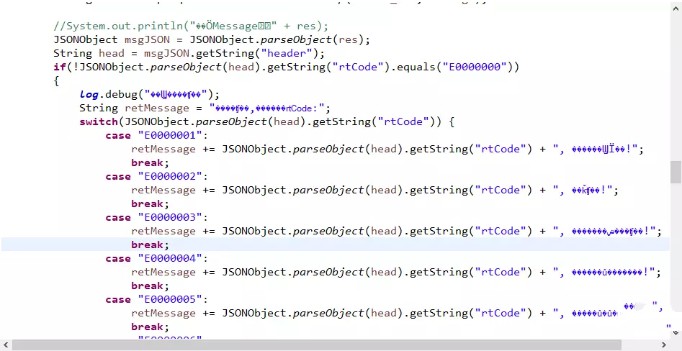 //System.out.println("��ÖMessage��" + res);
JSONObject msgJSON = JSONObject.parseObject(res);
String head = msgJSON.getString("header");
if(!JSONObject.parseObject(head).getString("rtCode").equals("E0000000"))
{
Log.debug("");
String retMessage = "rtCode:";
switch(JSONObject.parseObject(head).getString("rtCode")) {
case "E0000001":
retMessage += JSONObject.parseObject(head).getString("rtCode") + ", !";
break;
case "E0000002":
retMessage += JSONObject.parseObject(head).getString("rtCode") + ", !";
break;
case "E0000003":
retMessage += JSONObject.parseObject(head).getString("rtCode") + ", !";
break;
case "E0000004":
retMessage += JSONObject.parseObject(head).getString("rtCode") + ", !";
break;
case "E0000005":
retMessage += JSONObject.parseObject(head).getString("rtCode") + ", ",
break;